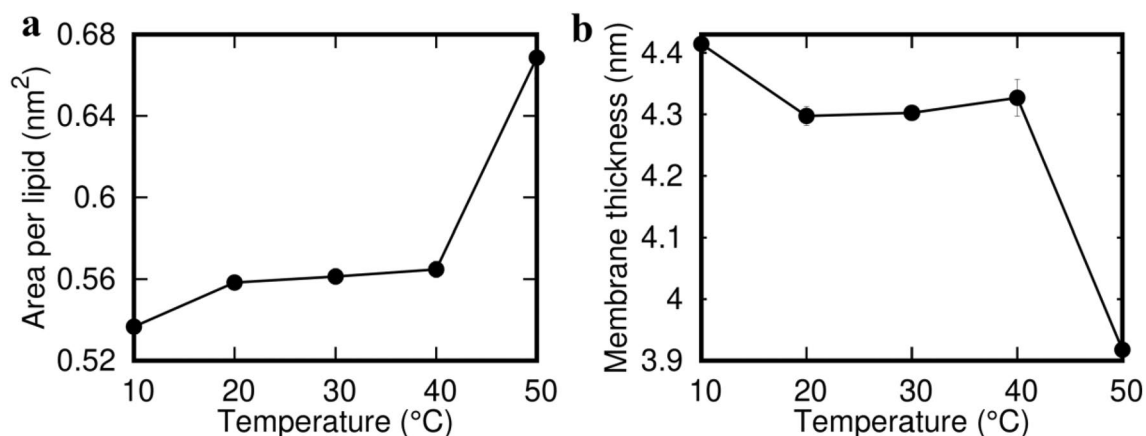 a
0.68
0.64
0.6
0.56
0.52
Area per lipid (nm²)
10 20 30 40 50
Temperature (°C)
b
4.4
4.3
4.2
4.1
4
3.9
Membrane thickness (nm)
10 20 30 40 50
Temperature (°C)